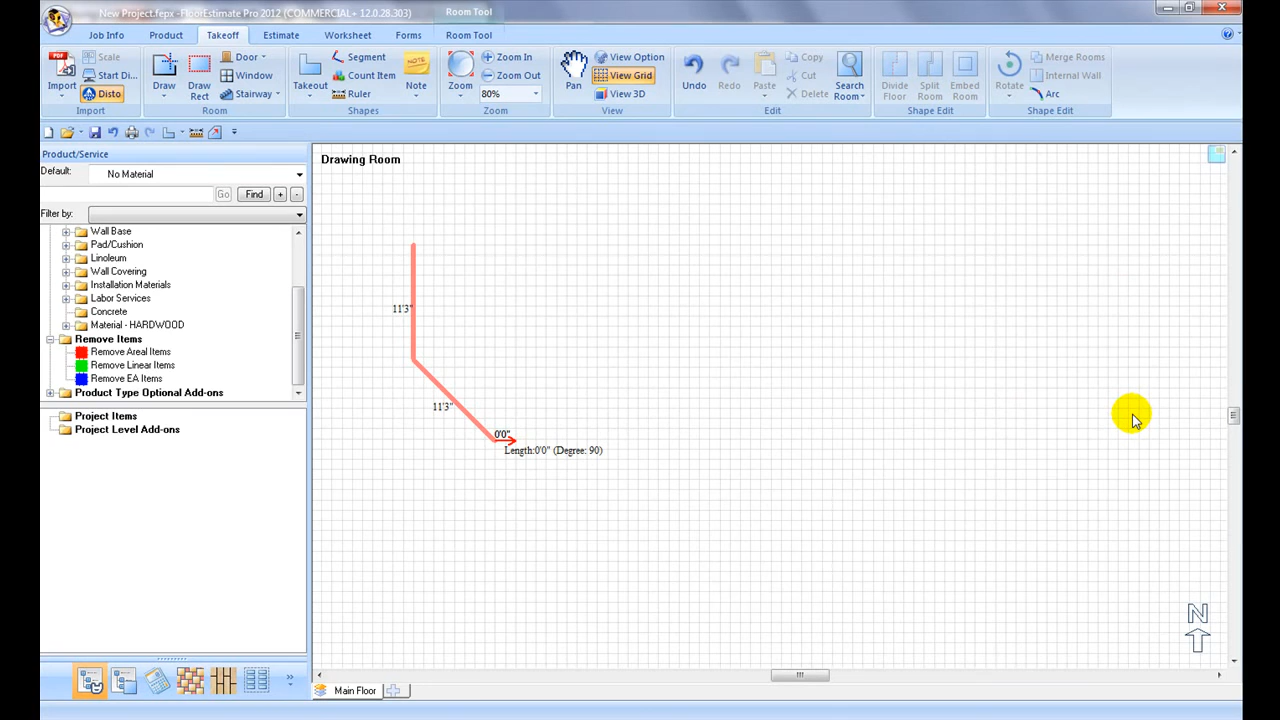 New Project.fepx - FloorEstimate Pro 2012 (COMMERCIAL+ 12.0.28.303)
Room Tool
Job Info
Product
Takeoff
Estimate
Worksheet
Forms
Room Tool
Import
Scale
Start Di...
Disto
Import
Draw
Draw Rect
Door
Window
Stairway
Room
Takeoff
Segment
Count Item
Ruler
Note
NOTE
Shapes
Zoom
Zoom In
Zoom Out
80%
Zoom
Pan
View Option
View Grid
View 3D
View
Undo
Redo
Paste
Copy
Cut
Delete
Search Room
Edit
Divide Floor
Split Room
Embed Room
Shape Edit
Rotate
Merge Rooms
Internal Wall
Arc
Shape Edit
Product/Service
Default:
No Material
Go
Find
+
-
Filter by:
Wall Base
Pad/Cushion
Linoleum
Wall Covering
Installation Materials
Labor Services
Concrete
Material - HARDWOOD
Remove Items
Remove Areal Items
Remove Linear Items
Remove EA Items
Product Type Optional Add-ons
Project Items
Project Level Add-ons
Drawing Room
11'3"
11'3"
0'0"
Length:0'0" (Degree: 90)
N
Main Floor